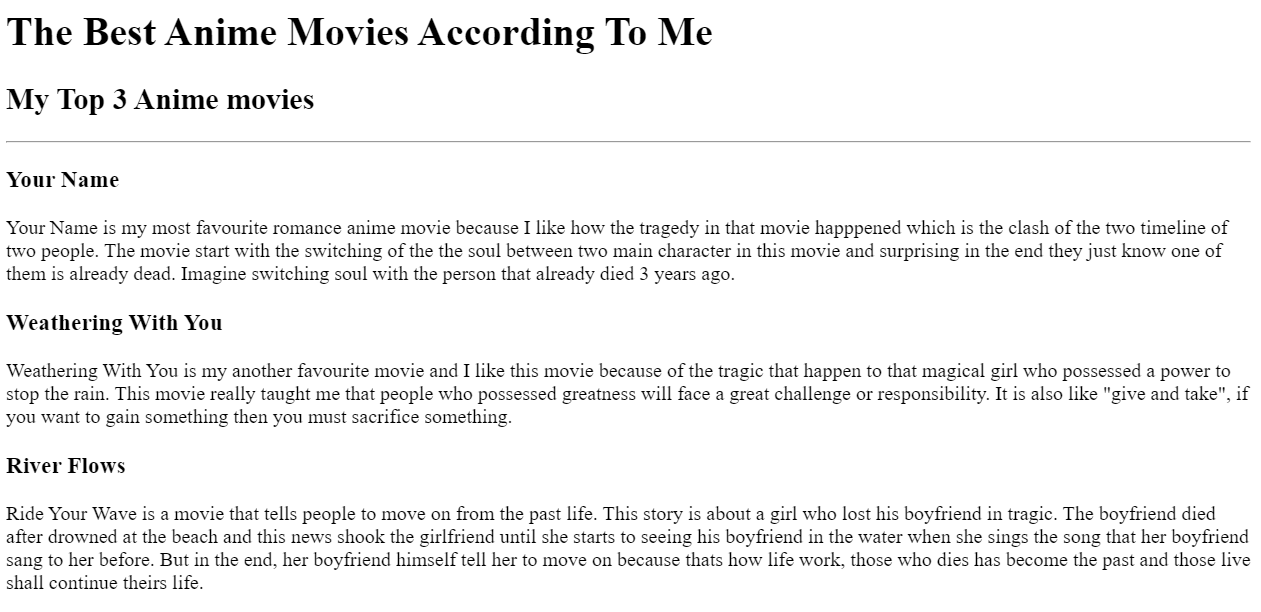 The Best Anime Movies According To Me
My Top 3 Anime movies
Your Name
Your Name is my most favourite romance anime movie because I like how the tragedy in that movie happpened which is the clash of the two timeline of
two people. The movie start with the switching of the the soul between two main character in this movie and surprising in the end they just know one of
them is already dead. Imagine switching soul with the person that already died 3 years ago.
Weathering With You
Weathering With You is my another favourite movie and I like this movie because of the tragic that happen to that magical girl who possessed a power to
stop the rain. This movie really taught me that people who possessed greatness will face a great challenge or responsibility. It is also like "give and take", if
you want to gain something then you must sacrifice something.
River Flows
Ride Your Wave is a movie that tells people to move on from the past life. This story is about a girl who lost his boyfriend in tragic. The boyfriend died
after drowned at the beach and this news shook the girlfriend until she starts to seeing his boyfriend in the water when she sings the song that her boyfriend
sang to her before. But in the end, her boyfriend himself tell her to move on because thats how life work, those who dies has become the past and those live
shall continue theirs life.